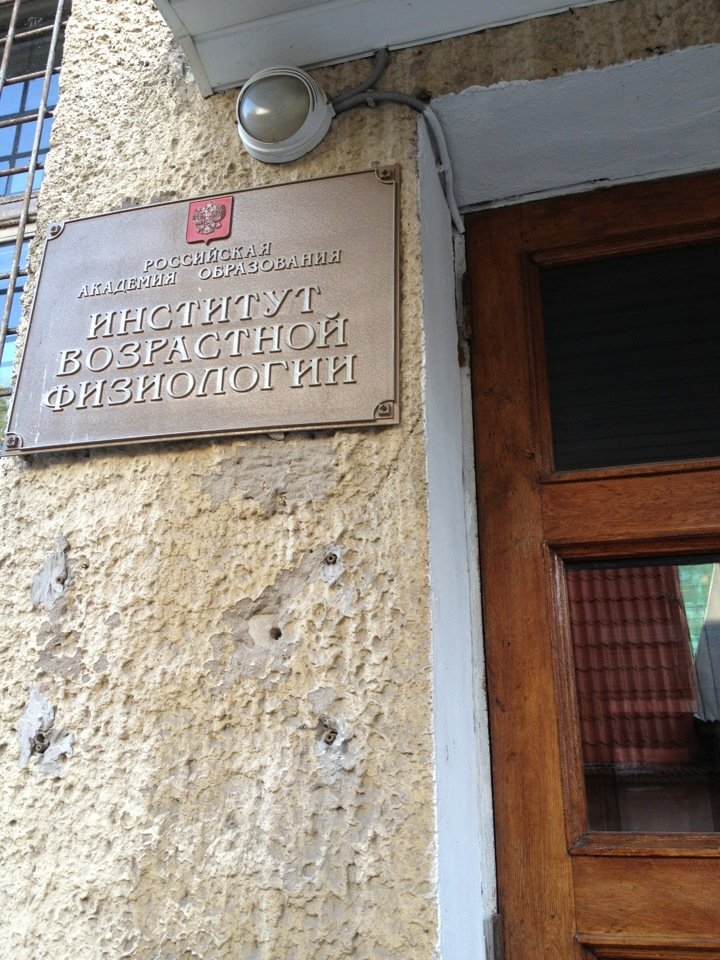 РОССИЙСКАЯ
АКАДЕМИЯ ОБРАЗОВАНИЯ
ИНСТИТУТ
ВОЗРАСТНОЙ
ФИЗИОЛОГИИ